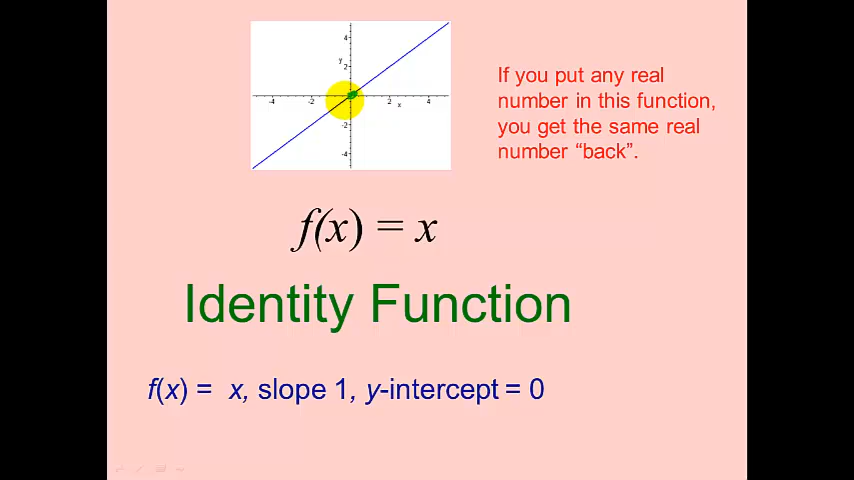 4
y
2
-4
-2
2
4
x
-2
-4
If you put any real
number in this function,
you get the same real
number “back”.
f(x) = x
Identity Function
f(x) = x, slope 1, y-intercept = 0